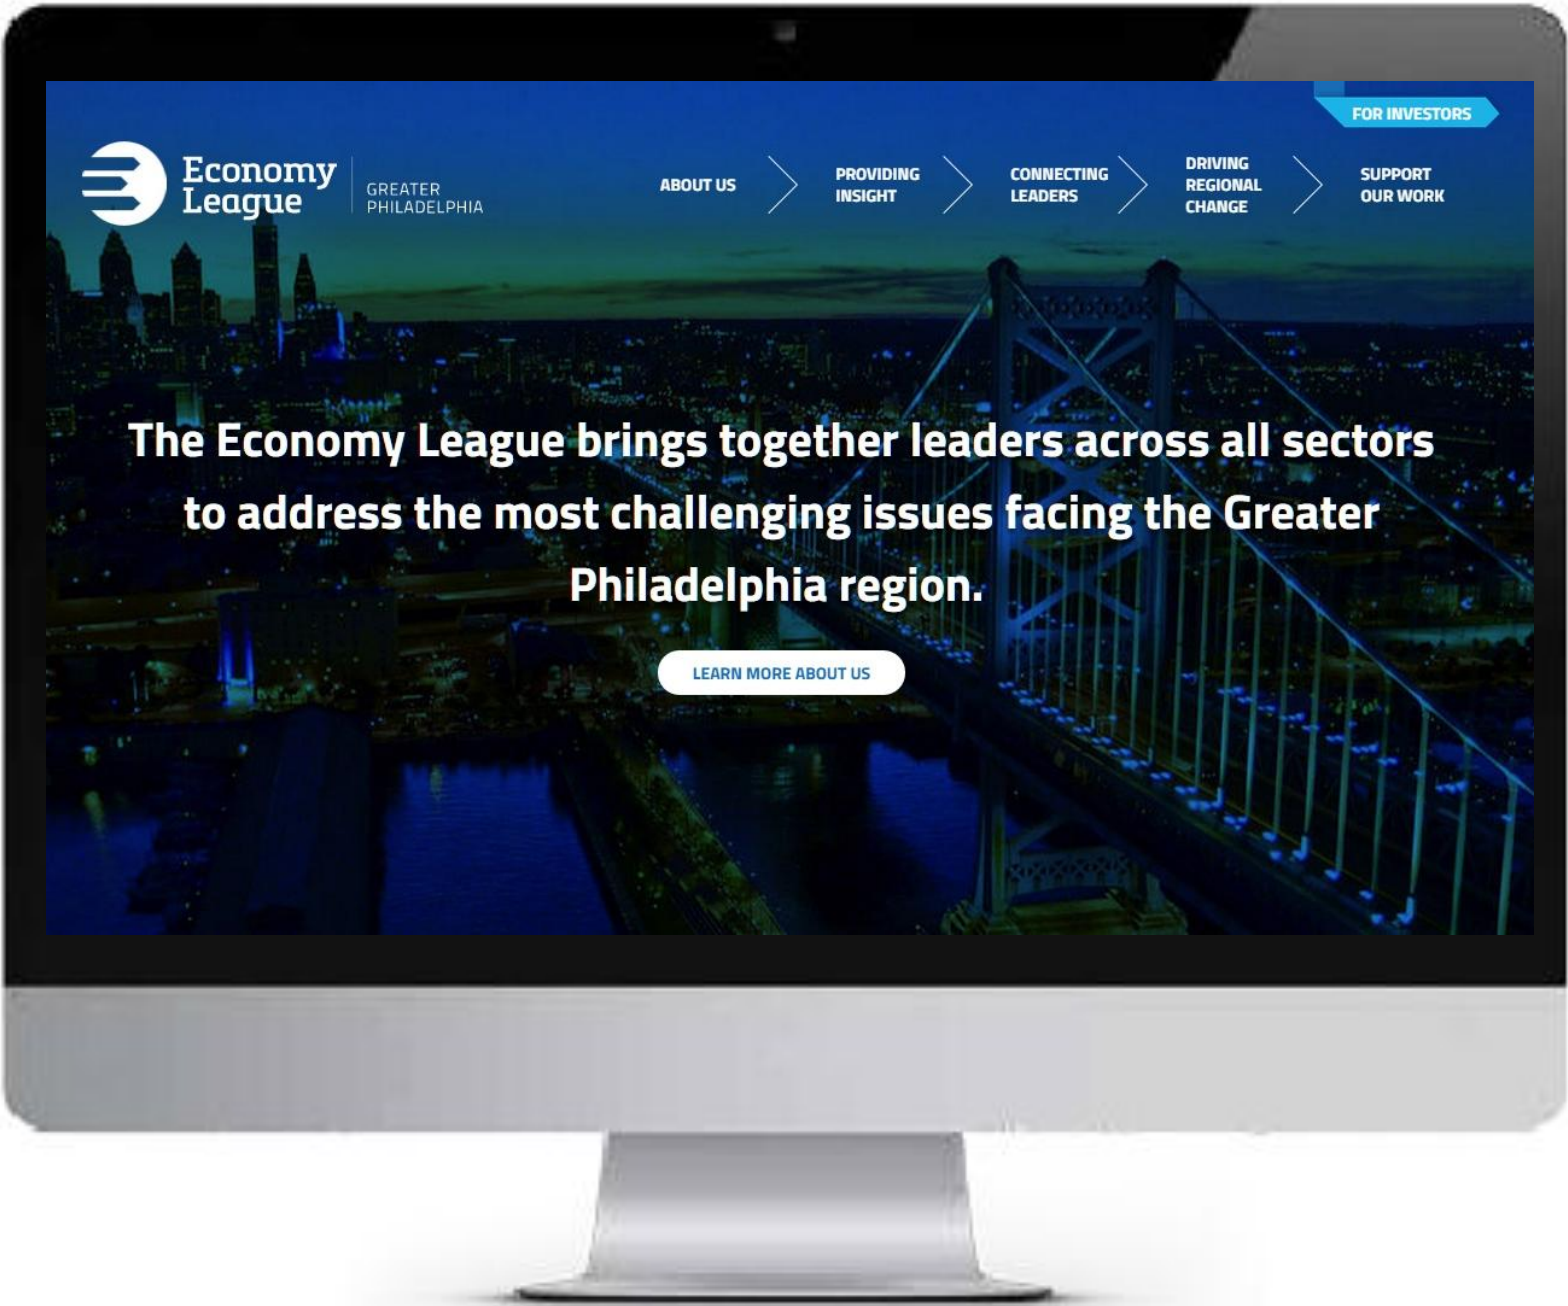 FOR INVESTORS
Economy
League
GREATER
PHILADELPHIA
ABOUT US
PROVIDING
INSIGHT
CONNECTING
LEADERS
DRIVING
REGIONAL
CHANGE
SUPPORT
OUR WORK
The Economy League brings together leaders across all sectors
to address the most challenging issues facing the Greater
Philadelphia region.
LEARN MORE ABOUT US